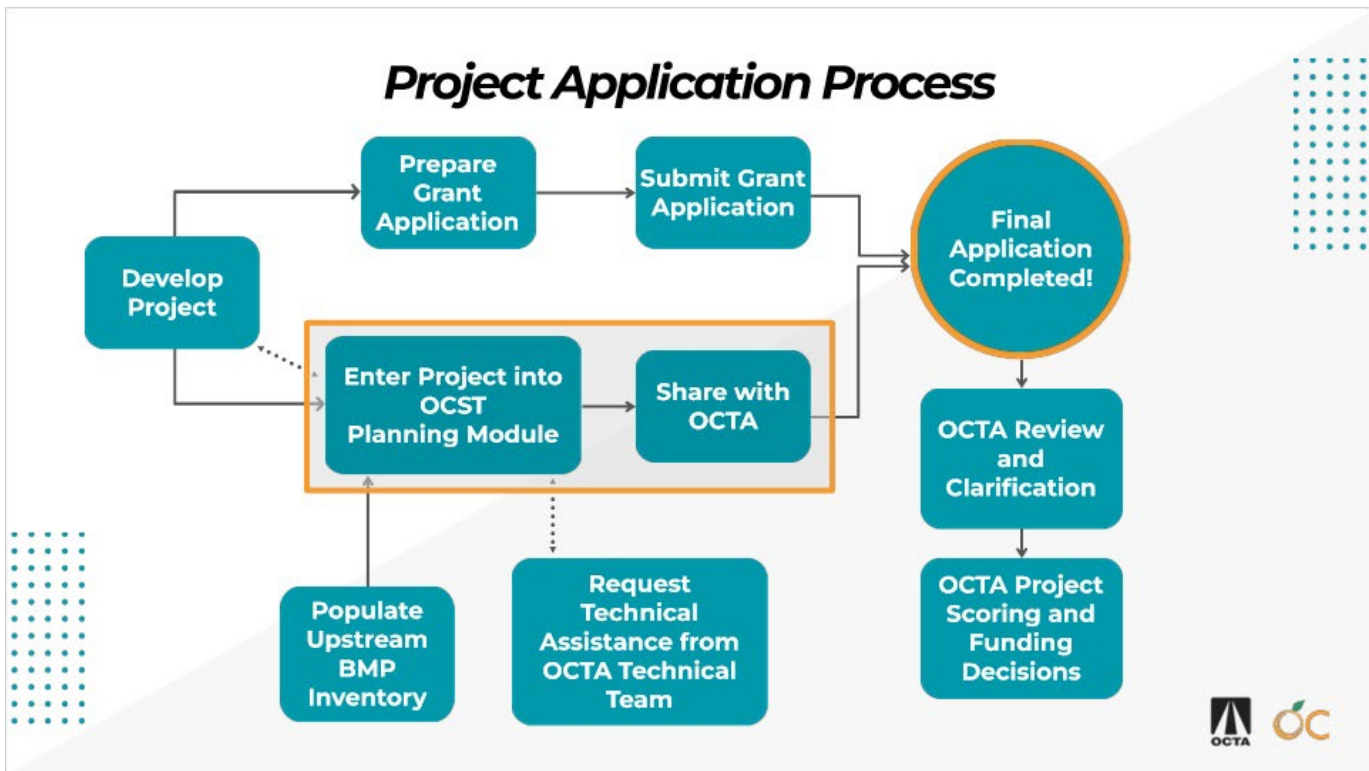 Project Application Process
Prepare
Grant
Application
Submit Grant
Application
Final
Application
Completed!
Develop
Project
Enter Project into
OCST
Planning Module
Share with
OCTA
OCTA Review
and
Clarification
Populate
Upstream
BMP
Inventory
Request
Technical
Assistance from
OCTA Technical
Team
OCTA Project
Scoring and
Funding
Decisions
OCTA
OC